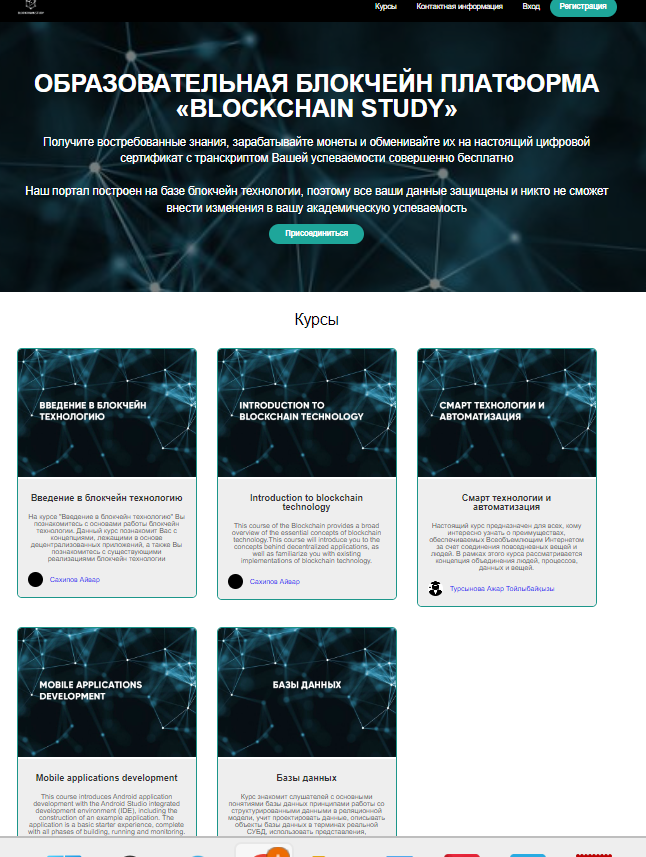 Курсы Контактная информация Вход Регистрация
ОБРАЗОВАТЕЛЬНАЯ БЛОКЧЕЙН ПЛАТФОРМА
«BLOCKCHAIN STUDY»
Получите востребованные знания, зарабатывайте монеты и обменивайте их на настоящий цифровой
сертификат с транскриптом Вашей успеваемости совершенно бесплатно
Наш портал построен на базе блокчейн технологии, поэтому все ваши данные защищены и никто не сможет
внести изменения в вашу академическую успеваемость
Присоединиться
Курсы
ВВЕДЕНИЕ В БЛОКЧЕЙН
ТЕХНОЛОГИЮ
Введение в блокчейн технологию
На курсе "Введение в блокчейн технологию" Вы
познакомитесь с основами работы блокчейн
технологии. Данный курс познакомит Вас с
концепциями, лежащими в основе
децентрализованных приложений, а также Вы
познакомитесь с существующими
реализациями блокчейн технологии
Сахипов Айвар
INTRODUCTION TO
BLOCKCHAIN TECHNOLOGY
Introduction to blockchain
technology
This course of the Blockchain provides a broad
overview of the essential concepts of blockchain
technology.This course will introduce you to the
concepts behind decentralized applications, as
well as familiarize you with existing
implementations of blockchain technology.
Сахипов Айвар
СМАРТ ТЕХНОЛОГИИ И
АВТОМАТИЗАЦИЯ
Смарт технологии и
автоматизация
Настоящий курс предназначен для всех, кому
интересно узнать о преимуществах,
обеспечиваемых Всеобъемлющим Интернетом
за счет соединения повседневных вещей и
людей. В рамках этого курса рассматривается
концепция объединения людей, процессов,
данных и вещей.
Турсынова Ажар Тойлыбайқызы
MOBILE APPLICATIONS
DEVELOPMENT
Mobile applications development
This course introduces Android application
development with the Android Studio integrated
development environment (IDE), including the
construction of an example application. The
application is a basic starter experience, complete
with all phases of building, running and monitoring.
БАЗЫ ДАННЫХ
Базы данных
Курс знакомит слушателей с основными
понятиями базы данных принципами работы со
структурированными данными в реляционной
модели, учит проектировать данные, описывать
объекты базы данных в терминах реальной
СУБД, использовать представления,